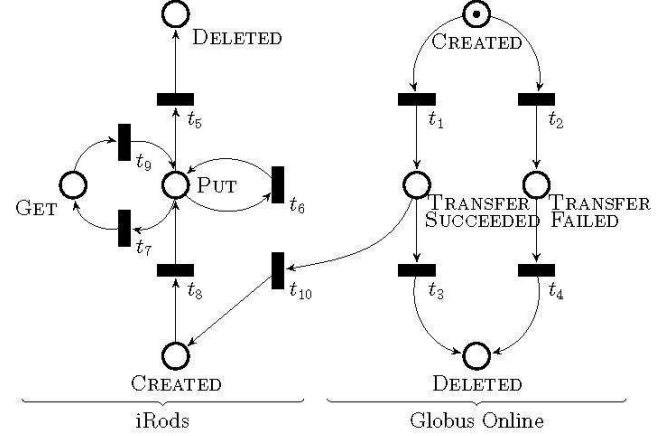 DELETED
CREATED
t5
t1
t2
t9
GET
PUT
t6
TRANSFER SUCCEEDED
TRANSFER FAILED
t7
t8
t10
t3
t4
CREATED
DELETED
iRods
Globus Online